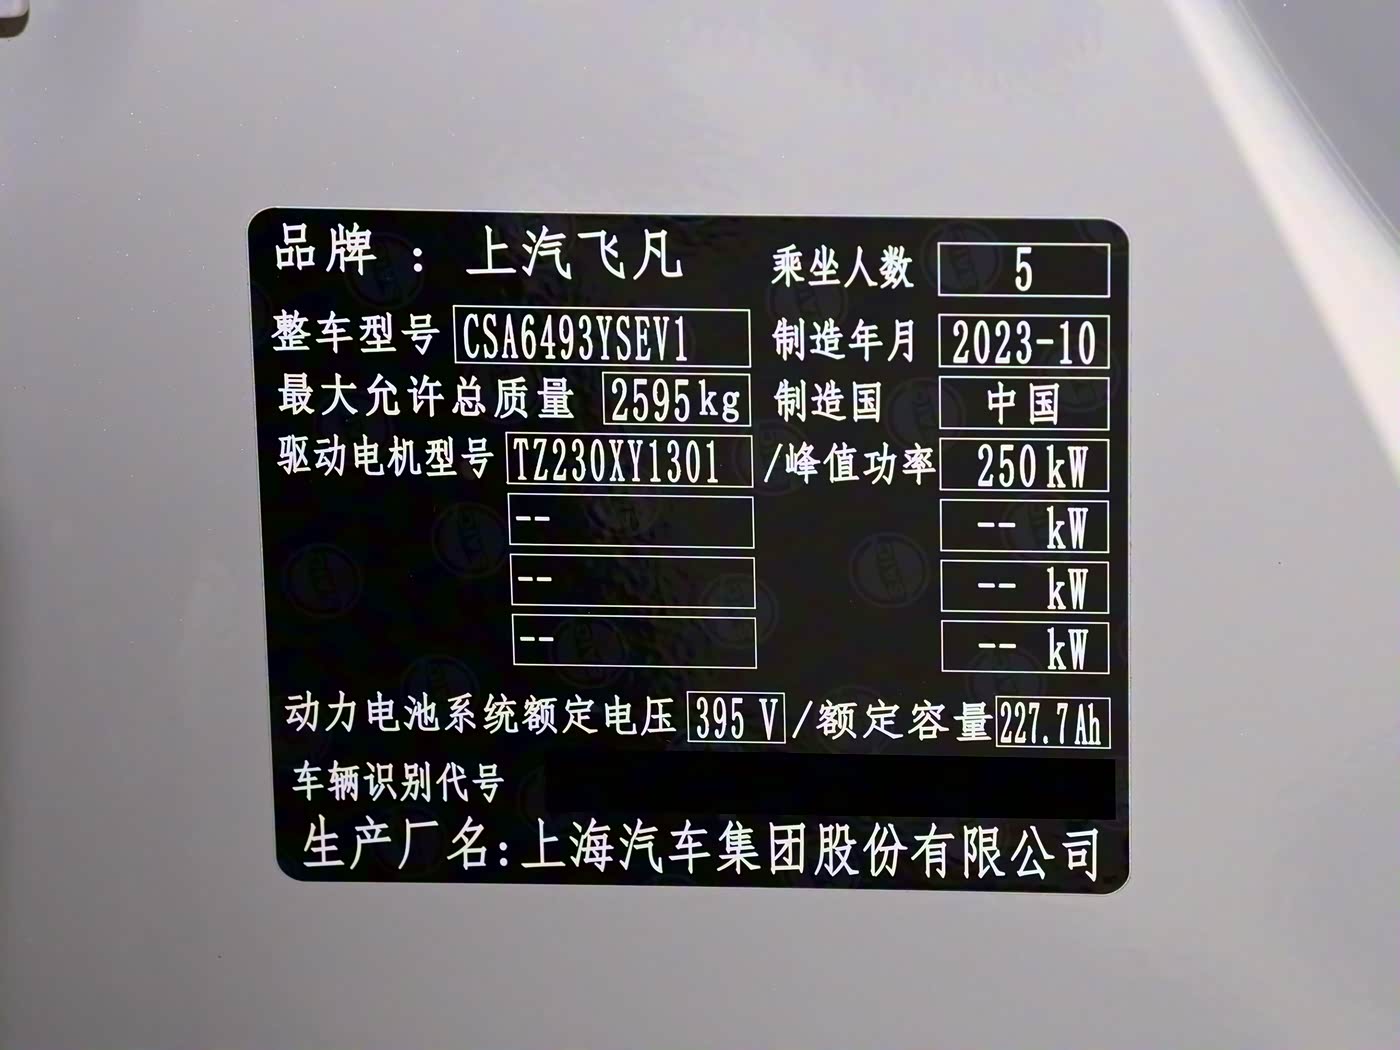 品牌：上汽飞凡 乘坐人数 5
整车型号 CSA6493YSEV1 制造年月 2023-10
最大允许总质量 2595kg 制造国 中国
驱动电机型号 TZ230XY1301 /峰值功率 250kW
-- -- kW
-- -- kW
-- -- kW
动力电池系统额定电压 395 V /额定容量 227.7Ah
车辆识别代号
生产厂名:上海汽车集团股份有限公司